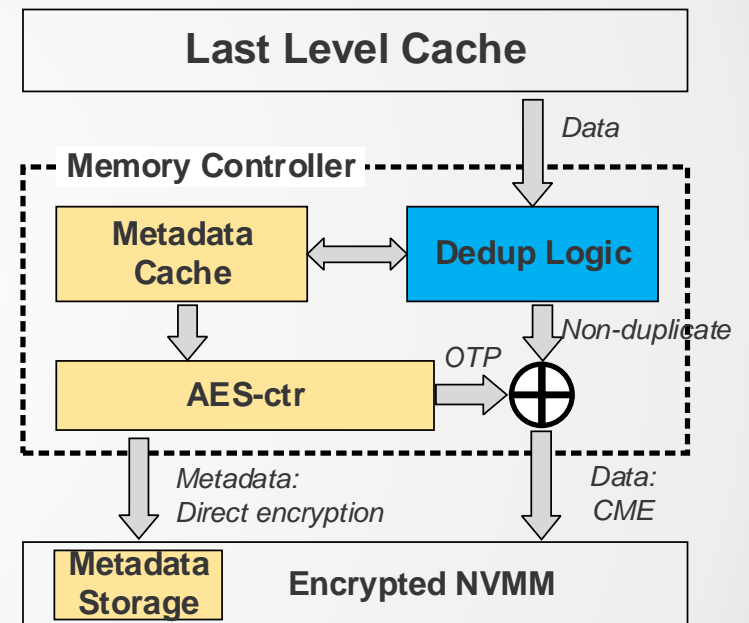 Last Level Cache
Data
Memory Controller
Metadata
Cache
Dedup Logic
Non-duplicate
OTP
AES-ctr
Metadata:
Direct encryption
Data:
CME
Metadata
Storage
Encrypted NVMM